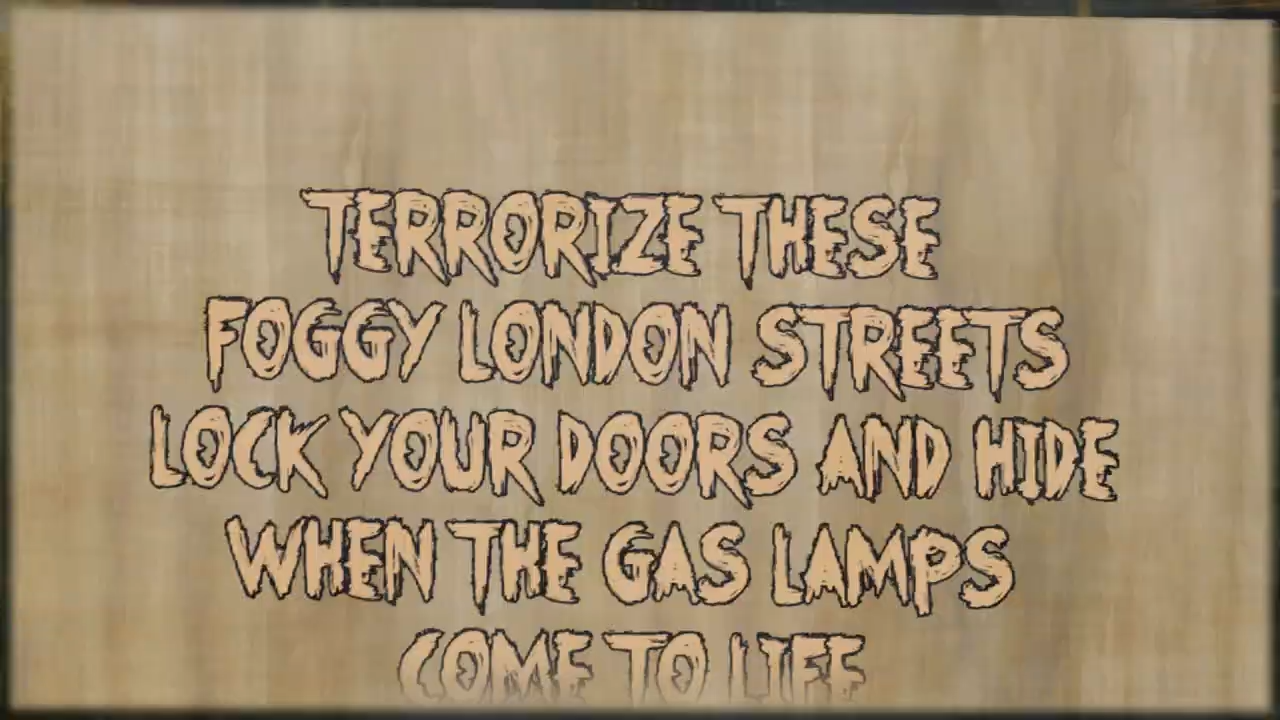 TERRORIZE THESE
FOGGY LONDON STREETS
LOCK YOUR DOORS AND HIDE
WHEN THE GAS LAMPS
COME TO LIFE